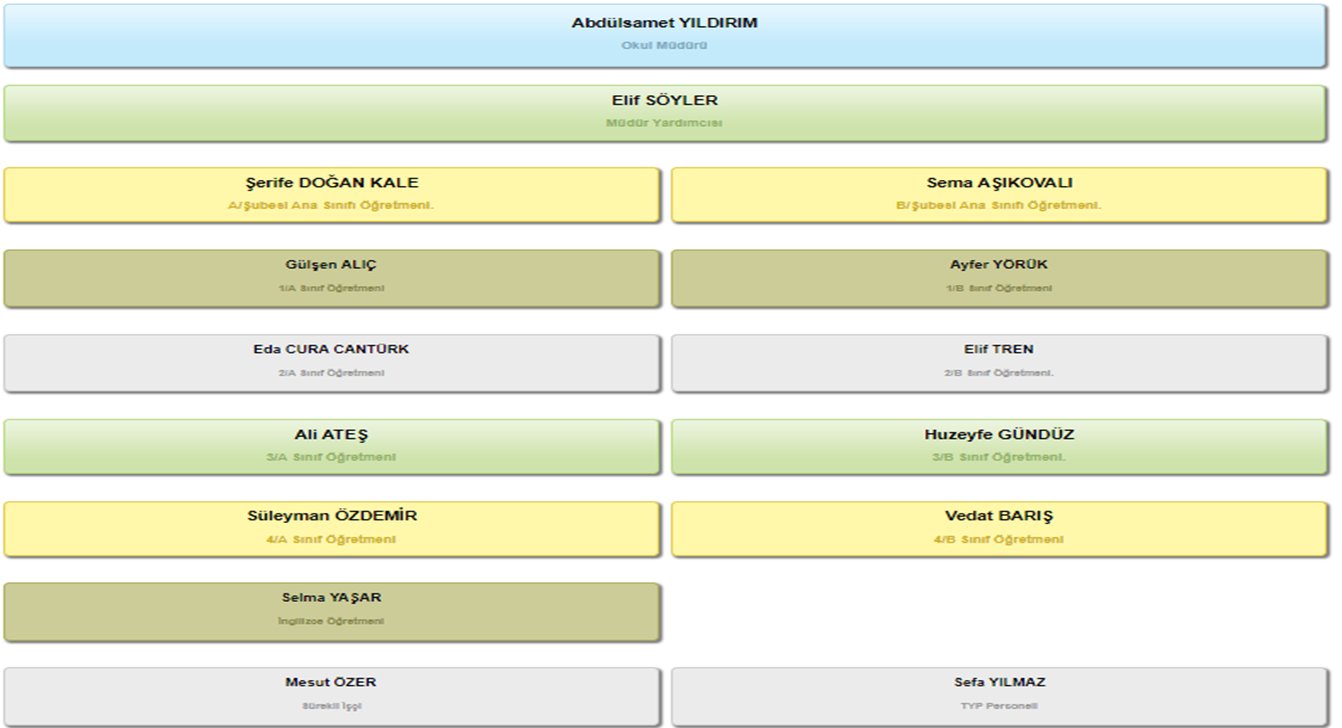 Abdülsamet YILDIRIM
Okul Müdürü
Elif SÖYLER
Müdür Yardımcısı
Şerife DOĞAN KALE
A/Şubesi Ana Sınıfı Öğretmeni.
Sema AŞIKOVALI
B/Şubesi Ana Sınıfı Öğretmeni.
Gülşen ALIÇ
1/A Sınıf Öğretmeni
Ayfer YÖRÜK
1/B Sınıf Öğretmeni
Eda CURA CANTÜRK
2/A Sınıf Öğretmeni
Elif TREN
2/B Sınıf Öğretmeni.
Ali ATEŞ
3/A Sınıf Öğretmeni
Huzeyfe GÜNDÜZ
3/B Sınıf Öğretmeni.
Süleyman ÖZDEMİR
4/A Sınıf Öğretmeni
Vedat BARIŞ
4/B Sınıf Öğretmeni
Selma YAŞAR
İngilizce Öğretmeni
Mesut ÖZER
Sürekli İşçi
Sefa YILMAZ
TYP Personeli